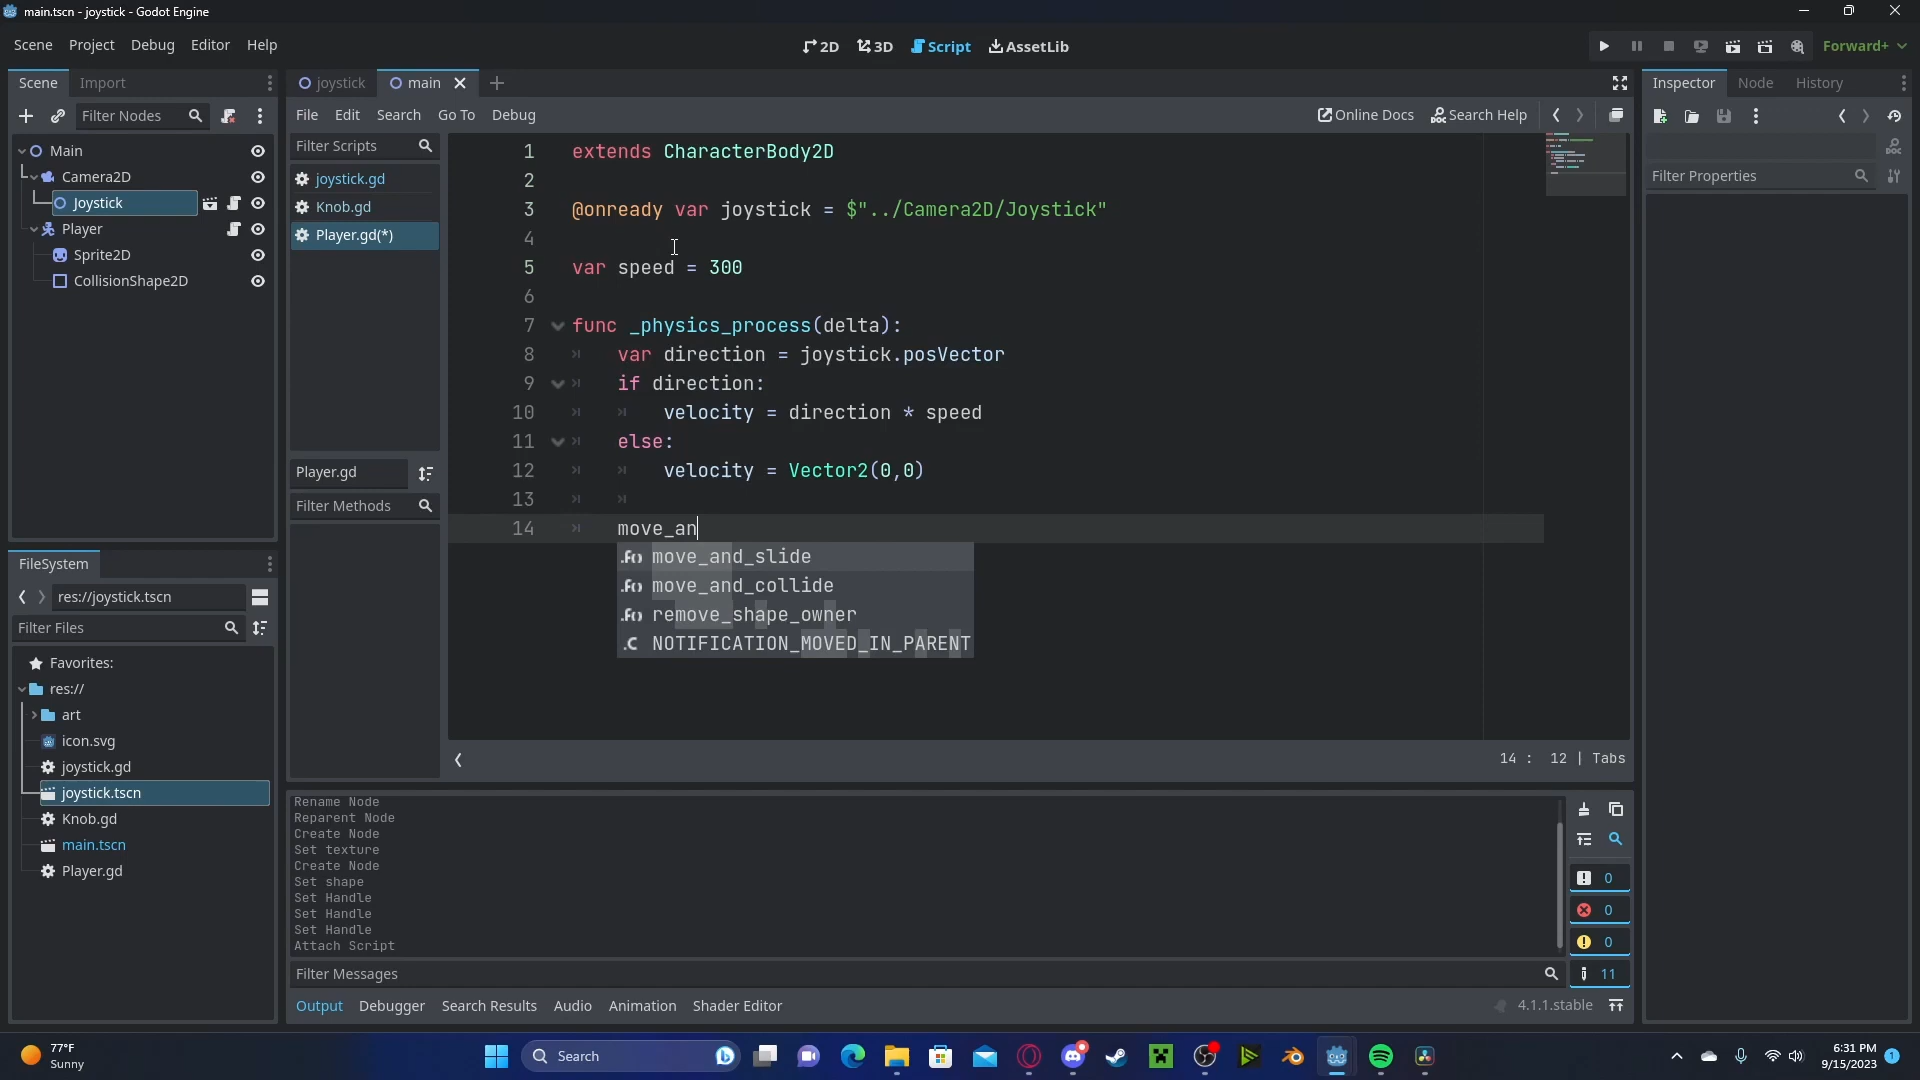 main.tscn - joystick - Godot Engine
Scene Project Debug Editor Help
2D 3D Script AssetLib
Forward+
Scene Import
Filter Nodes
Main
Camera2D
Joystick
Player
Sprite2D
CollisionShape2D
FileSystem
res://joystick.tscn
Filter Files
Favorites:
res://
art
icon.svg
joystick.gd
joystick.tscn
Knob.gd
main.tscn
Player.gd
joystick main
File Edit Search Go To Debug
Online Docs Search Help
Filter Scripts
joystick.gd
Knob.gd
Player.gd(*)
Player.gd
Filter Methods
1 extends CharacterBody2D
2
3 @onready var joystick = $"../Camera2D/Joystick"
4
5 var speed = 300
6
7 func _physics_process(delta):
8 var direction = joystick.posVector
9 if direction:
10 velocity = direction * speed
11 else:
12 velocity = Vector2(0,0)
13
14 move_an
move_and_slide
move_and_collide
remove_shape_owner
NOTIFICATION_MOVED_IN_PARENT
14 : 12 | Tabs
Rename Node
Reparent Node
Create Node
Set texture
Create Node
Set shape
Set Handle
Set Handle
Set Handle
Attach Script
Filter Messages
0
0
0
11
Output Debugger Search Results Audio Animation Shader Editor
4.1.1.stable
Inspector Node History
Filter Properties
77°F
Sunny
Search
6:31 PM
9/15/2023
1